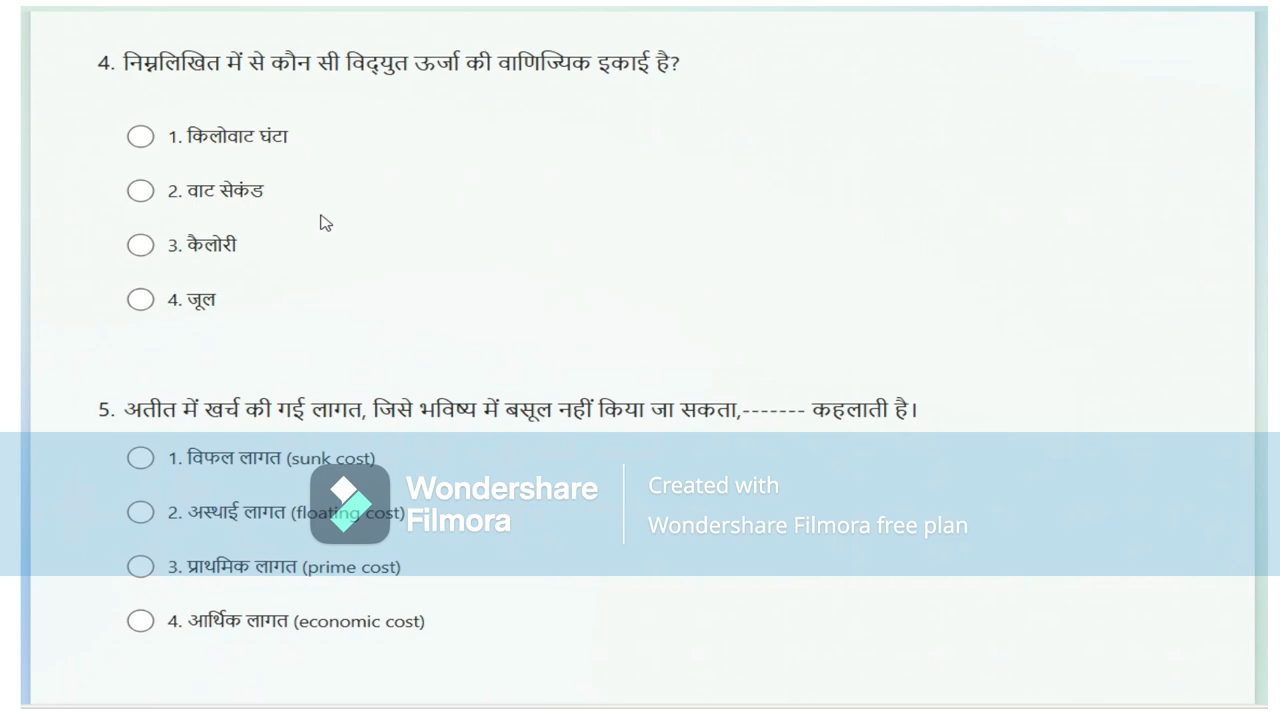 4. निम्नलिखित में से कौन सी विद्युत ऊर्जा की वाणिज्यिक इकाई है?
1. किलोवाट घंटा
2. वाट सेकंड
3. कैलोरी
4. जूल
5. अतीत में खर्च की गई लागत, जिसे भविष्य में बसूल नहीं किया जा सकता,------- कहलाती है।
1. विफल लागत (sunk cost)
2. अस्थाई लागत (floating cost)
Wondershare
Filmora
Created with
Wondershare Filmora free plan
3. प्राथमिक लागत (prime cost)
4. आर्थिक लागत (economic cost)